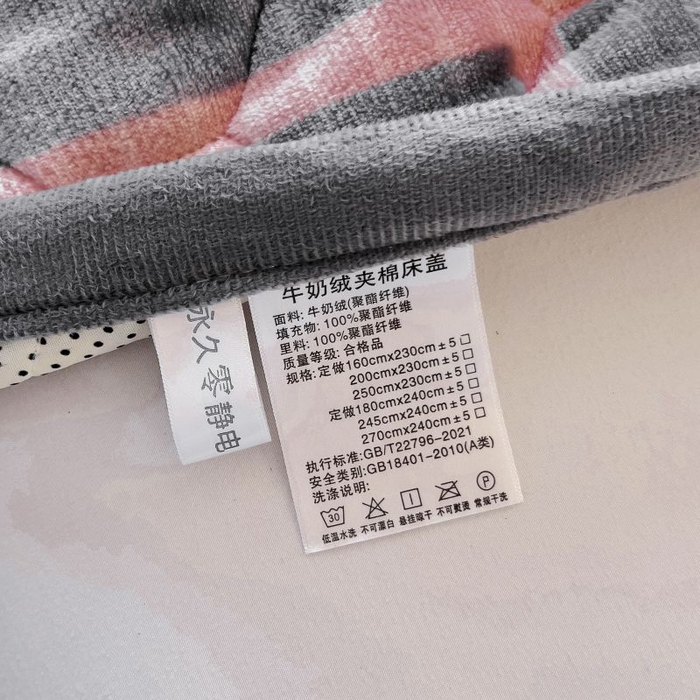 永久零静电
牛奶绒夹棉床盖
面料: 牛奶绒(聚酯纤维)
填充物: 100%聚酯纤维
里料: 100%聚酯纤维
质量等级: 合格品
规格: 定做160cmx230cm±5□
200cmx230cm±5□
250cmx230cm±5□
定做180cmx240cm±5□
245cmx240cm±5□
270cmx240cm±5□
执行标准:GB/T22796-2021
安全类别:GB18401-2010(A类)
洗涤说明:
30 P
低温水洗 不可漂白 悬挂晾干 不可熨烫 常规干洗